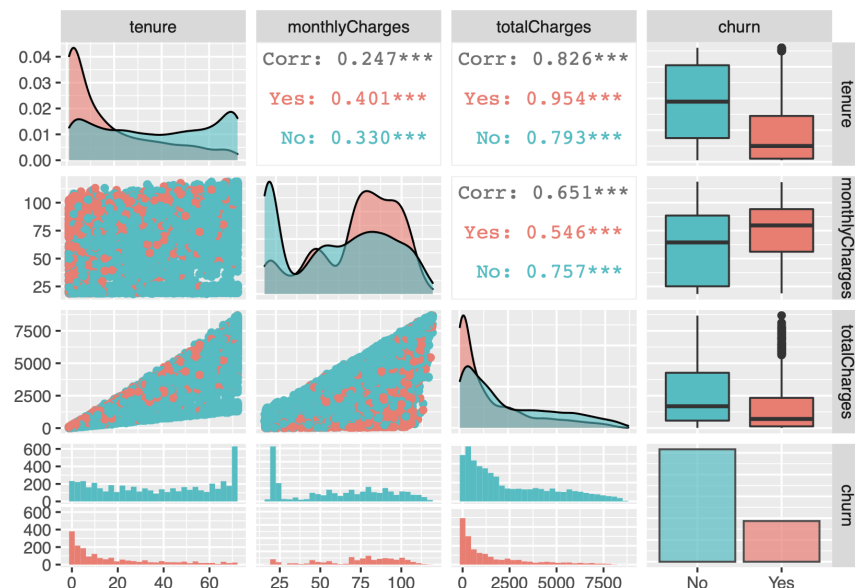 tenure
monthlyCharges
totalCharges
churn
0.04
0.03
0.02
0.01
0.00
Corr: 0.247***
Yes: 0.401***
No: 0.330***
Corr: 0.826***
Yes: 0.954***
No: 0.793***
tenure
100
75
50
25
Corr: 0.651***
Yes: 0.546***
No: 0.757***
monthlyCharges
7500
5000
2500
0
totalCharges
600
400
200
0
600
400
200
0
churn
0
20
40
60
25
50
75
100
0
2500
5000
7500
No
Yes